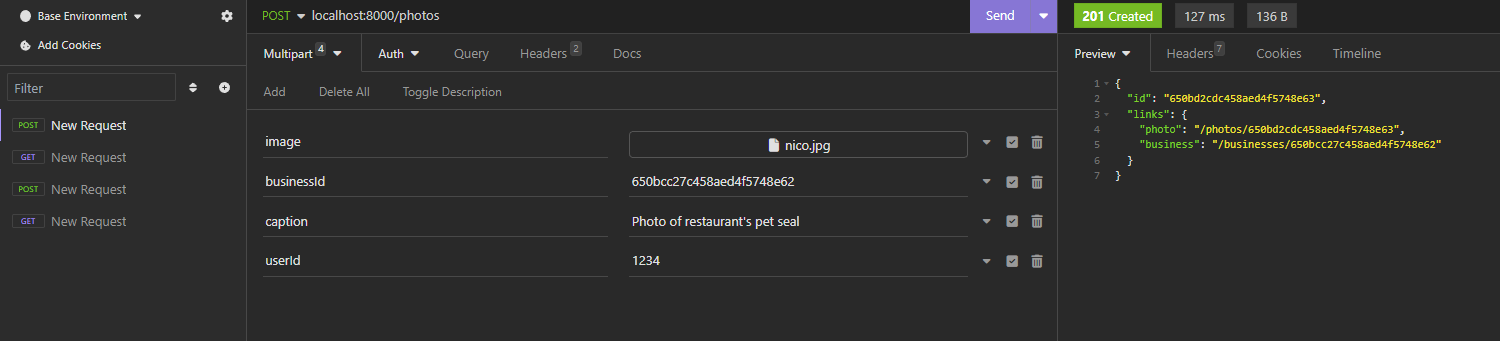 Base Environment
Add Cookies
Filter
POST New Request
GET New Request
POST New Request
GET New Request
POST localhost:8000/photos Send
Multipart 4 Auth Query Headers 2 Docs
Add Delete All Toggle Description
image nico.jpg
businessId 650bcc27c458aed4f5748e62
caption Photo of restaurant's pet seal
userId 1234
201 Created 127 ms 136 B
Preview Headers 7 Cookies Timeline
1 {
2 "id": "650bd2cdc458aed4f5748e63",
3 "links": {
4 "photo": "/photos/650bd2cdc458aed4f5748e63",
5 "business": "/businesses/650bcc27c458aed4f5748e62"
6 }
7 }